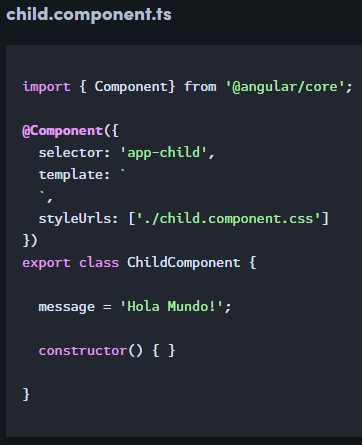 child.component.ts
import { Component} from '@angular/core';
@Component({
  selector: 'app-child',
  template: `
  `,
  styleUrls: ['./child.component.css']
})
export class ChildComponent {
  message = 'Hola Mundo!';
  constructor() { }
}